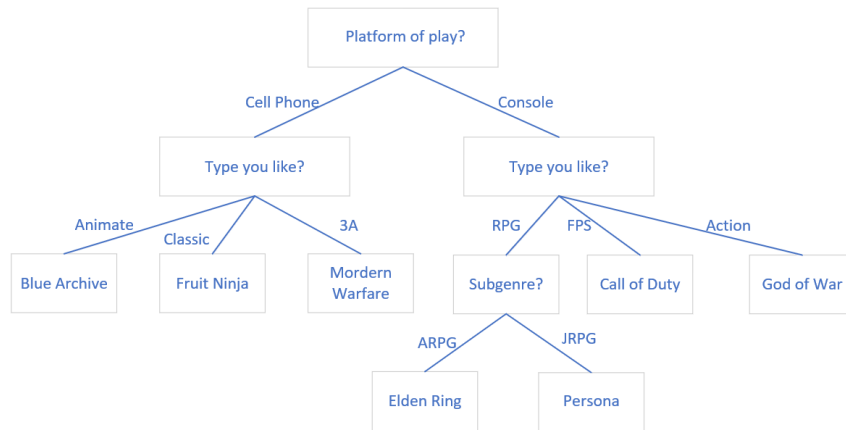 Platform of play?
Cell Phone
Console
Type you like?
Type you like?
Animate
Classic
3A
RPG
FPS
Action
Blue Archive
Fruit Ninja
Mordern
Warfare
Subgenre?
Call of Duty
God of War
ARPG
JRPG
Elden Ring
Persona